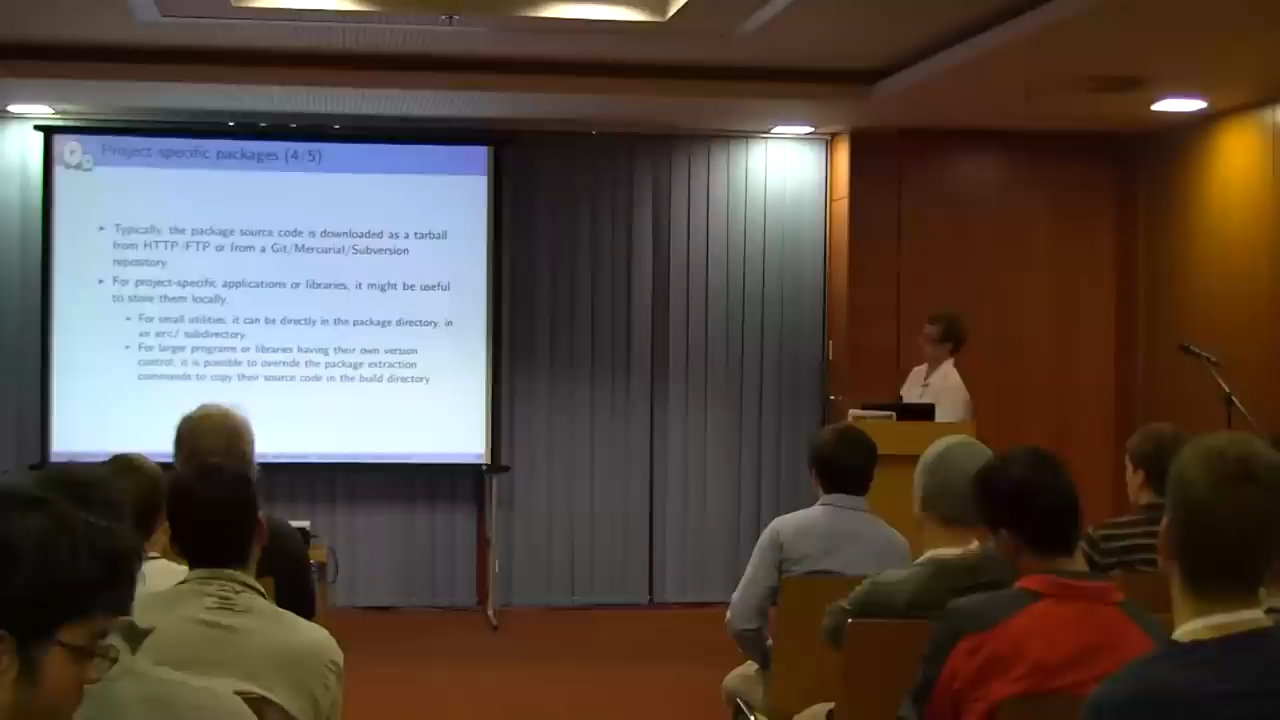 Project specific packages (4/5)
Typically, the package source code is downloaded as a tarball
from HTTP/FTP or from a Git/Mercurial/Subversion
repository.
For project-specific applications or libraries, it might be useful
to store them locally.
For small utilities, it can be directly in the package directory, in
an src/ subdirectory
For larger programs or libraries having their own version
control, it is possible to override the package extraction
commands to copy their source code in the build directory